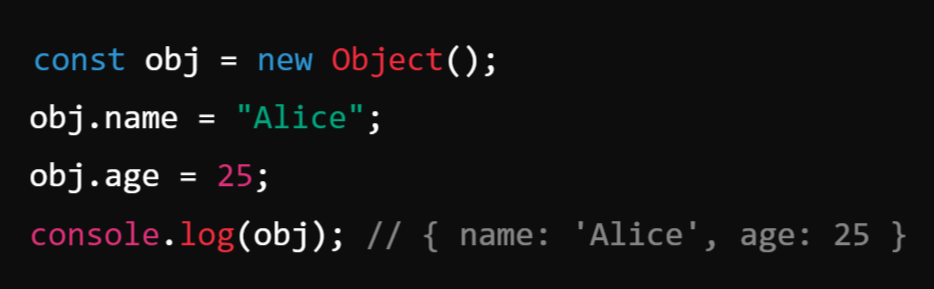 const obj = new Object();
obj.name = "Alice";
obj.age = 25;
console.log(obj); // { name: 'Alice', age: 25 }